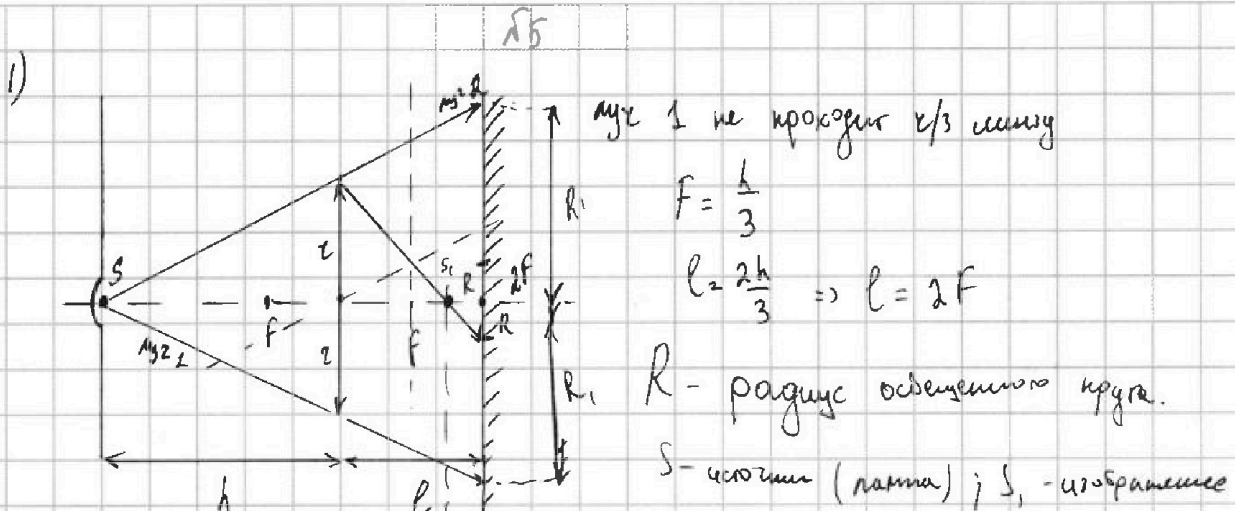 №5
1)
луч 2
луч 1 не проходит ч/з линзу
R₁
F = h/3
S
r
S₁
R
2F
l = 2h/3 => l = 2F
F
F
R
луч 1
r
R₁
R - радиус освещенного круга.
S - источник (лампа) ; S₁ - изображение
h
l